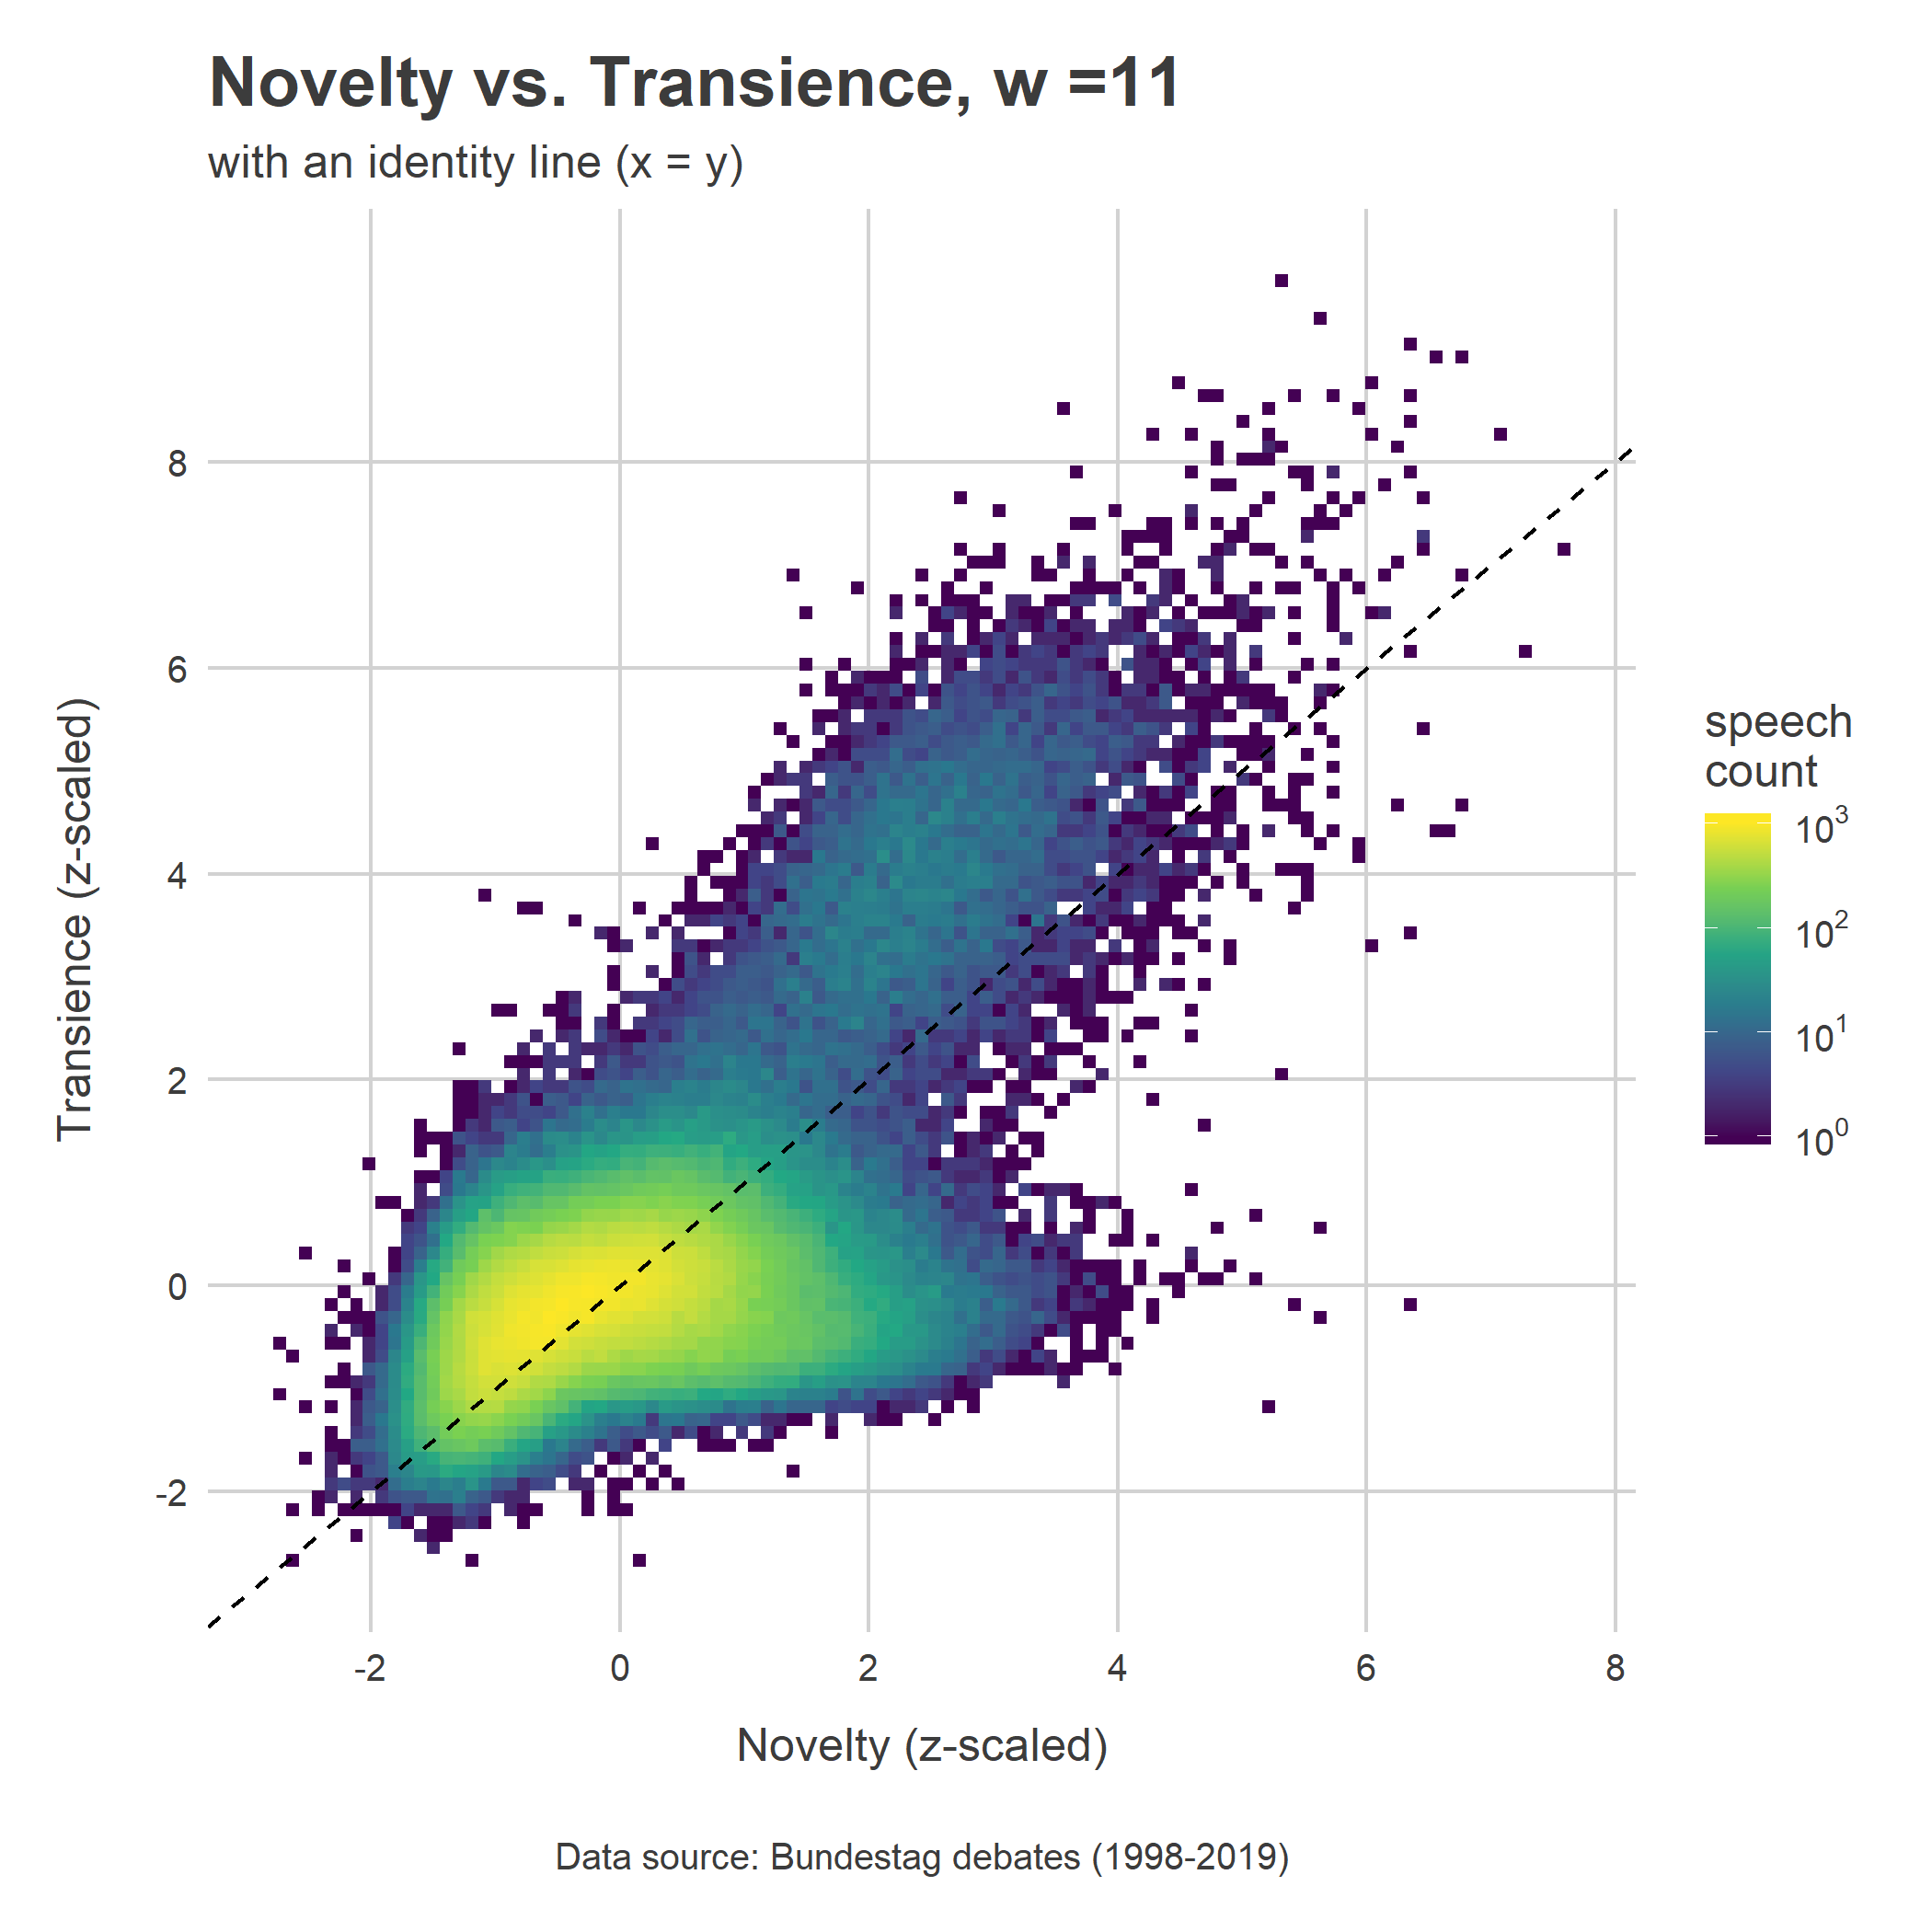 Novelty vs. Transience, w =11
with an identity line (x = y)
Transience (z-scaled)
8
6
4
2
0
-2
-2 0 2 4 6 8
Novelty (z-scaled)
speech
count
10³
10²
10¹
10⁰
Data source: Bundestag debates (1998-2019)